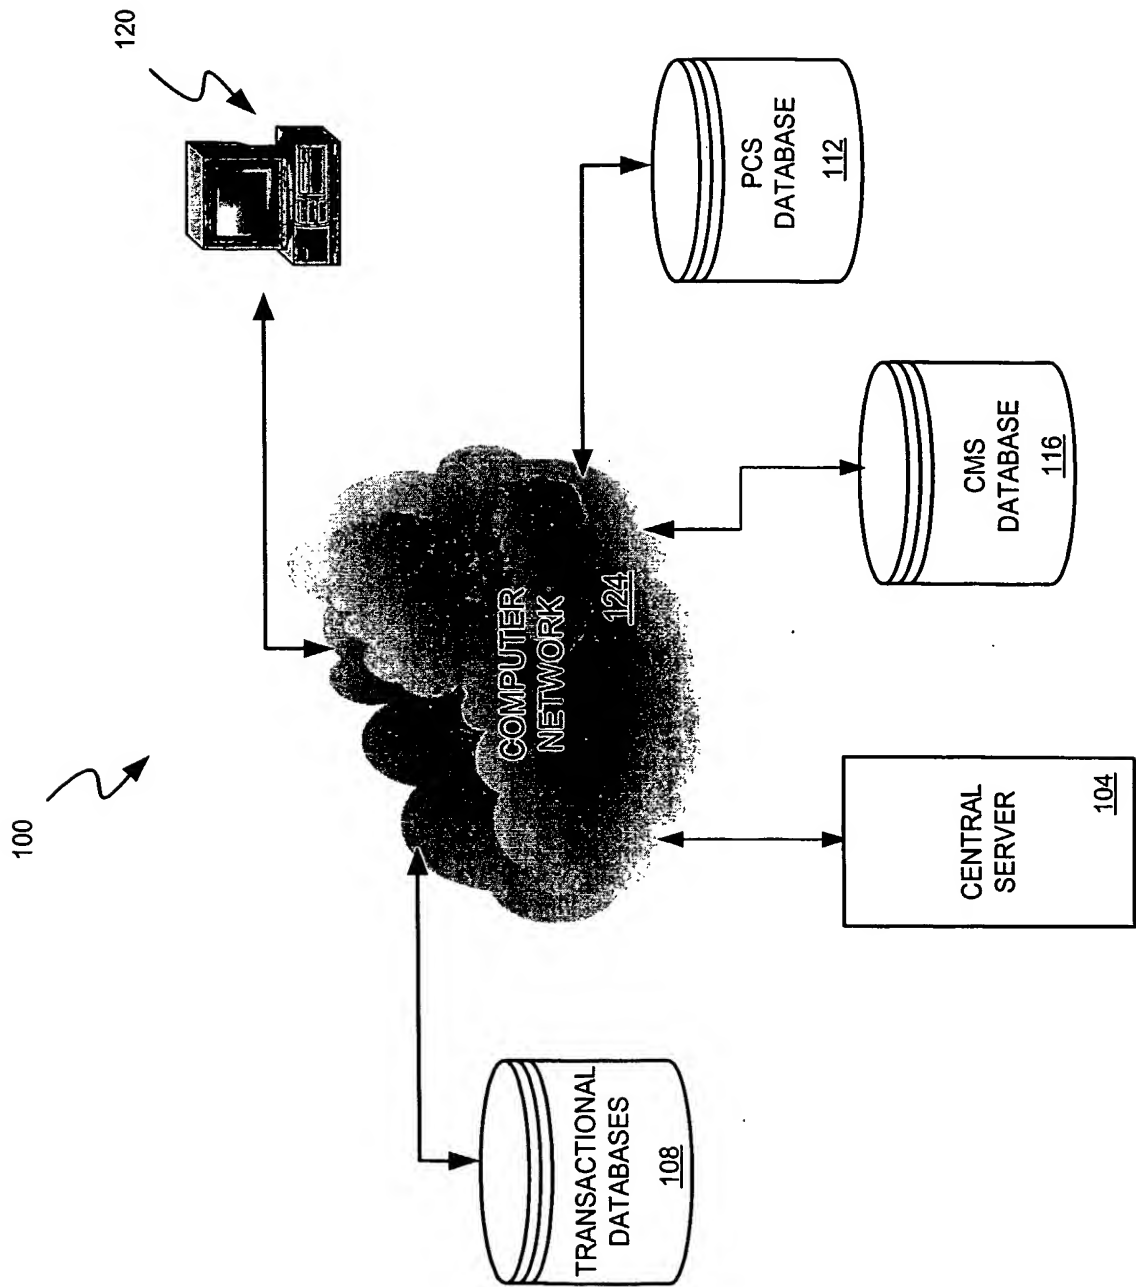 100
120
COMPUTER
NETWORK
124
TRANSACTIONAL
DATABASES
108
CENTRAL
SERVER
104
CMS
DATABASE
116
PCS
DATABASE
112